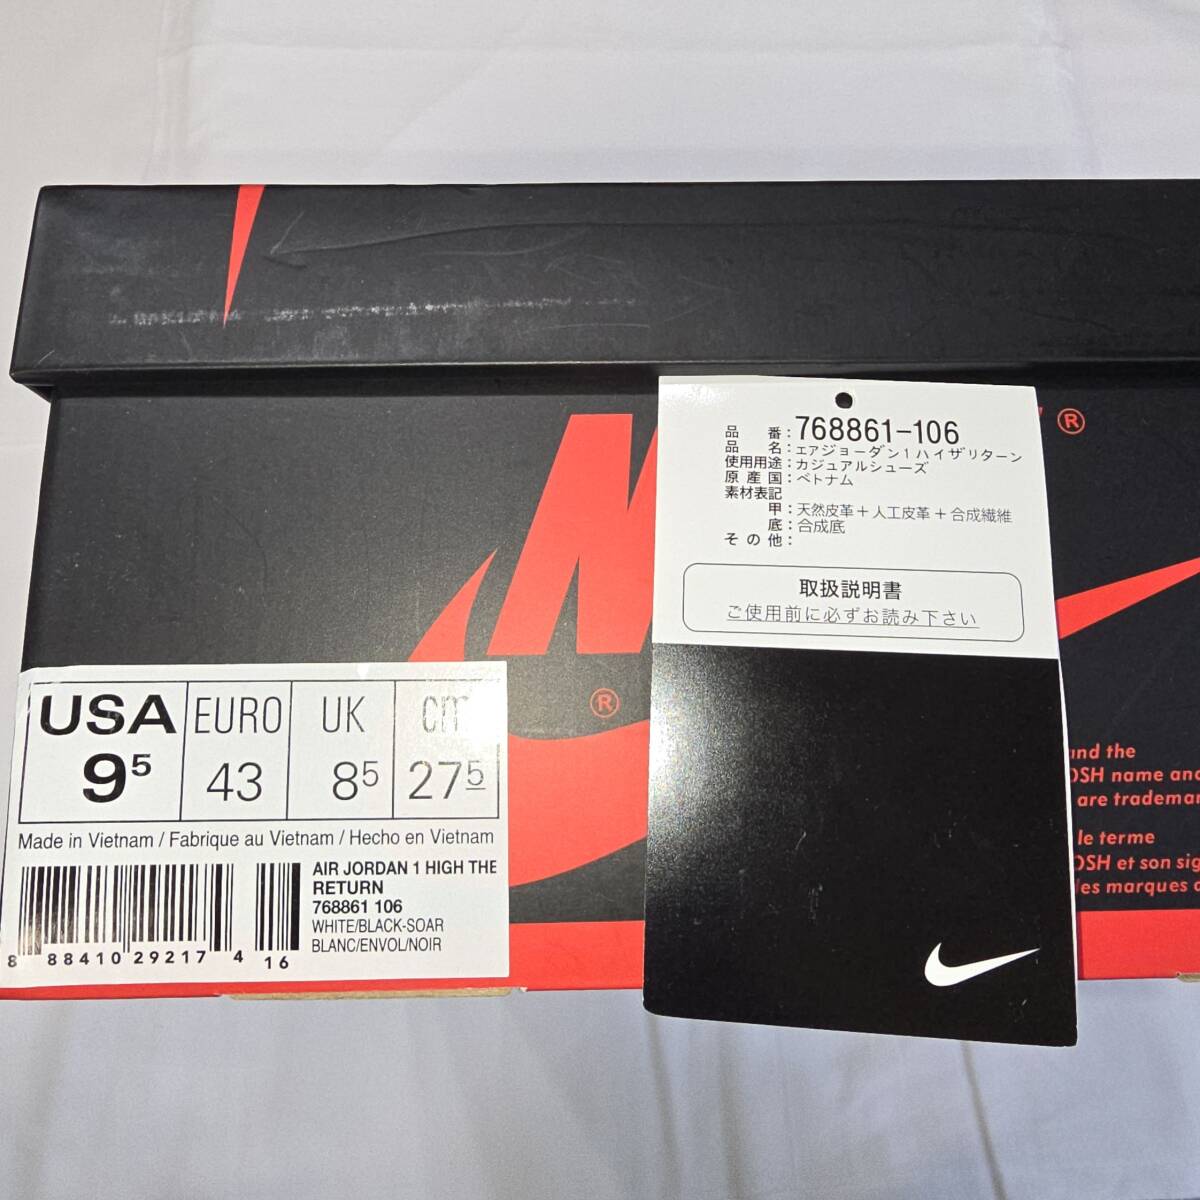 ®
品　　番：768861-106
品　　名：エアジョーダン1ハイザリターン
使用用途：カジュアルシューズ
原 産 国：ベトナム
素材表記
甲：天然皮革＋人工皮革＋合成繊維
底：合成底
そ の 他：
取扱説明書
ご使用前に必ずお読み下さい
®
USA EURO UK cm
9⁵ 43 8⁵ 27⁵
Made in Vietnam / Fabrique au Vietnam / Hecho en Vietnam
AIR JORDAN 1 HIGH THE
RETURN
768861 106
WHITE/BLACK-SOAR
BLANC/ENVOL/NOIR
8 88410 29217 4 16
and the
OSH name and
are trademar
le terme
OSH et son sig
les marques d